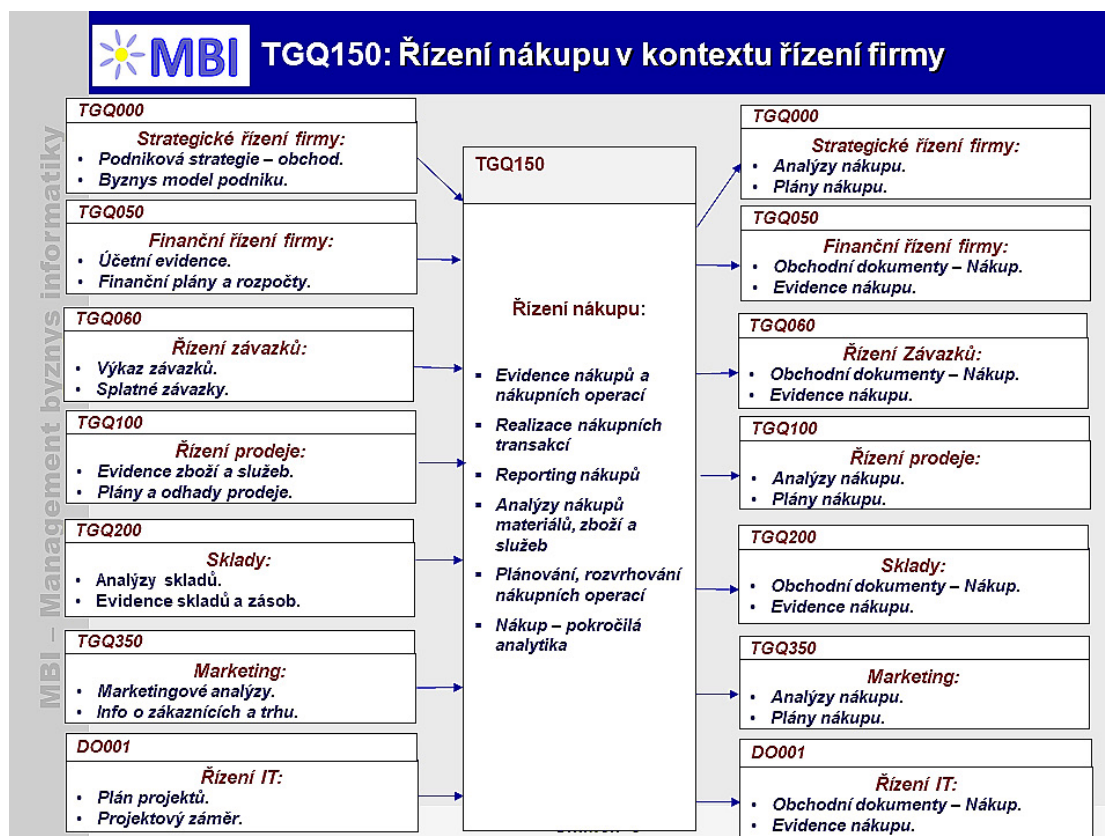 MBI
TGQ150: Řízení nákupu v kontextu řízení firmy
MBI – Management byznys informatiky
TGQ000
Strategické řízení firmy:
• Podniková strategie – obchod.
• Byznys model podniku.
TGQ050
Finanční řízení firmy:
• Účetní evidence.
• Finanční plány a rozpočty.
TGQ060
Řízení závazků:
• Výkaz závazků.
• Splatné závazky.
TGQ100
Řízení prodeje:
• Evidence zboží a služeb.
• Plány a odhady prodeje.
TGQ200
Sklady:
• Analýzy skladů.
• Evidence skladů a zásob.
TGQ350
Marketing:
• Marketingové analýzy.
• Info o zákaznících a trhu.
DO001
Řízení IT:
• Plán projektů.
• Projektový záměr.
TGQ150
Řízení nákupu:
▪ Evidence nákupů a
nákupních operací
▪ Realizace nákupních
transakcí
▪ Reporting nákupů
▪ Analýzy nákupů
materiálů, zboží a
služeb
▪ Plánování, rozvrhování
nákupních operací
▪ Nákup – pokročilá
analytika
TGQ000
Strategické řízení firmy:
• Analýzy nákupu.
• Plány nákupu.
TGQ050
Finanční řízení firmy:
• Obchodní dokumenty – Nákup.
• Evidence nákupu.
TGQ060
Řízení Závazků:
• Obchodní dokumenty – Nákup.
• Evidence nákupu.
TGQ100
Řízení prodeje:
• Analýzy nákupu.
• Plány nákupu.
TGQ200
Sklady:
• Obchodní dokumenty – Nákup.
• Evidence nákupu.
TGQ350
Marketing:
• Analýzy nákupu.
• Plány nákupu.
DO001
Řízení IT:
• Obchodní dokumenty – Nákup.
• Evidence nákupu.